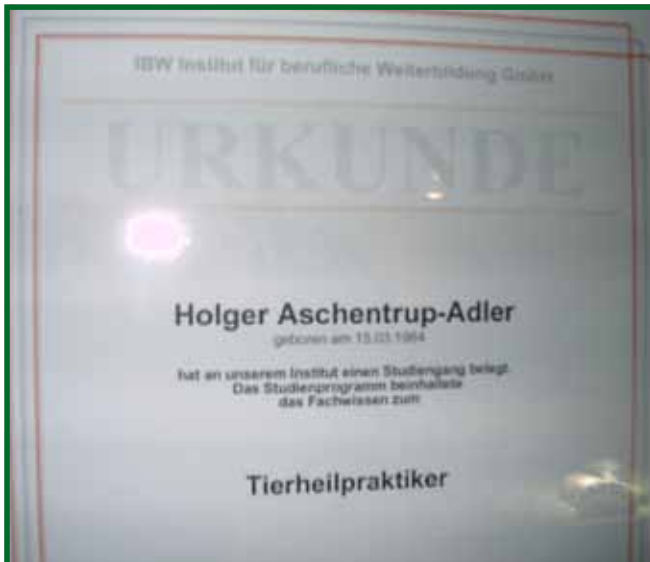 IBW Institut für berufliche Weiterbildung GmbH
URKUNDE
Holger Aschentrup-Adler
geboren am 15.03.1964
hat an unserem Institut einen Studiengang belegt.
Das Studienprogramm beinhaltete
das Fachwissen zum
Tierheilpraktiker